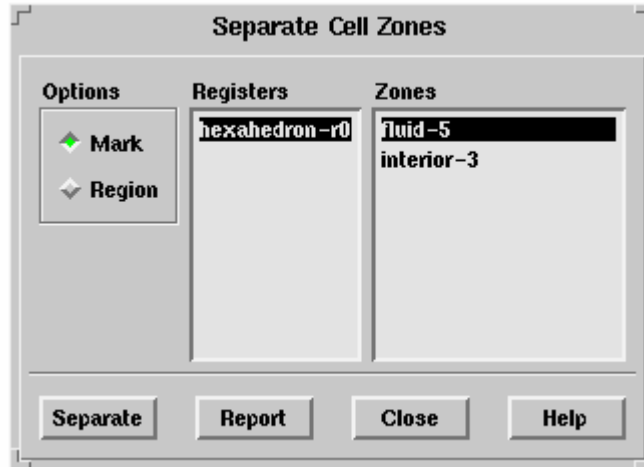 Separate Cell Zones
Options
Registers
Zones
Mark
Region
hexahedron-r0
fluid-5
interior-3
Separate
Report
Close
Help